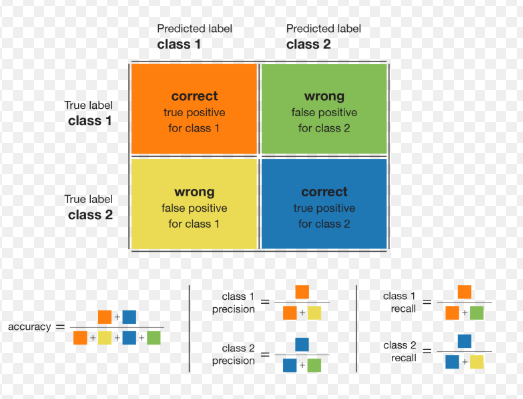 Predicted label Predicted label
class 1 class 2
True label
class 1
correct
true positive
for class 1
wrong
false positive
for class 2
True label
class 2
wrong
false positive
for class 1
correct
true positive
for class 2
accuracy = + + + +
class 1
precision = +
class 2
precision = +
class 1
recall = +
class 2
recall = +